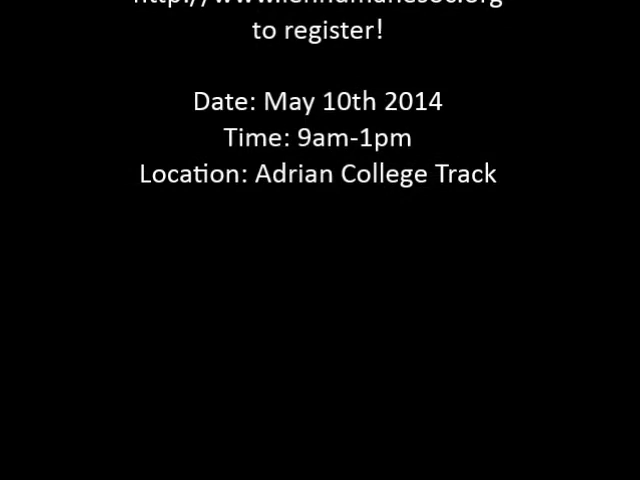 to register!
Date: May 10th 2014
Time: 9am-1pm
Location: Adrian College Track